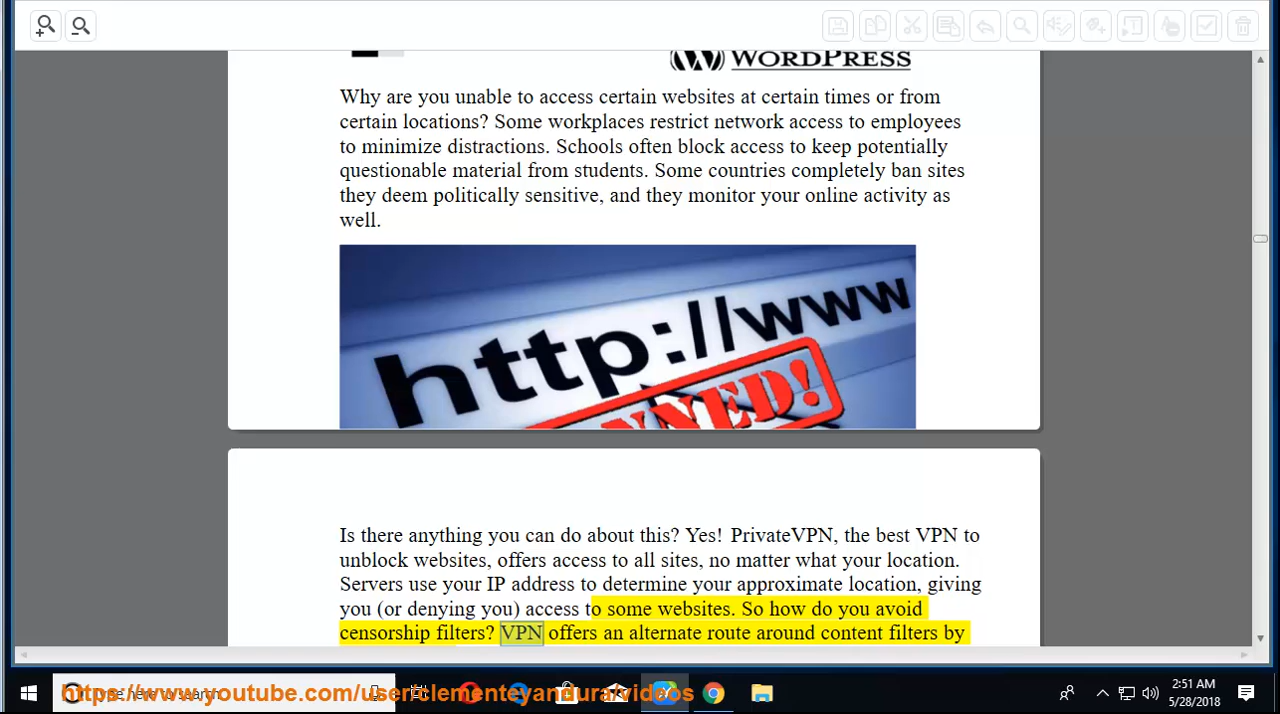 WORDPRESS
Why are you unable to access certain websites at certain times or from
certain locations? Some workplaces restrict network access to employees
to minimize distractions. Schools often block access to keep potentially
questionable material from students. Some countries completely ban sites
they deem politically sensitive, and they monitor your online activity as
well.
http://www
Is there anything you can do about this? Yes! PrivateVPN, the best VPN to
unblock websites, offers access to all sites, no matter what your location.
Servers use your IP address to determine your approximate location, giving
you (or denying you) access to some websites. So how do you avoid
censorship filters? VPN offers an alternate route around content filters by
https://www.youtube.com/user/clementeyandura/videos
2:51 AM
5/28/2018